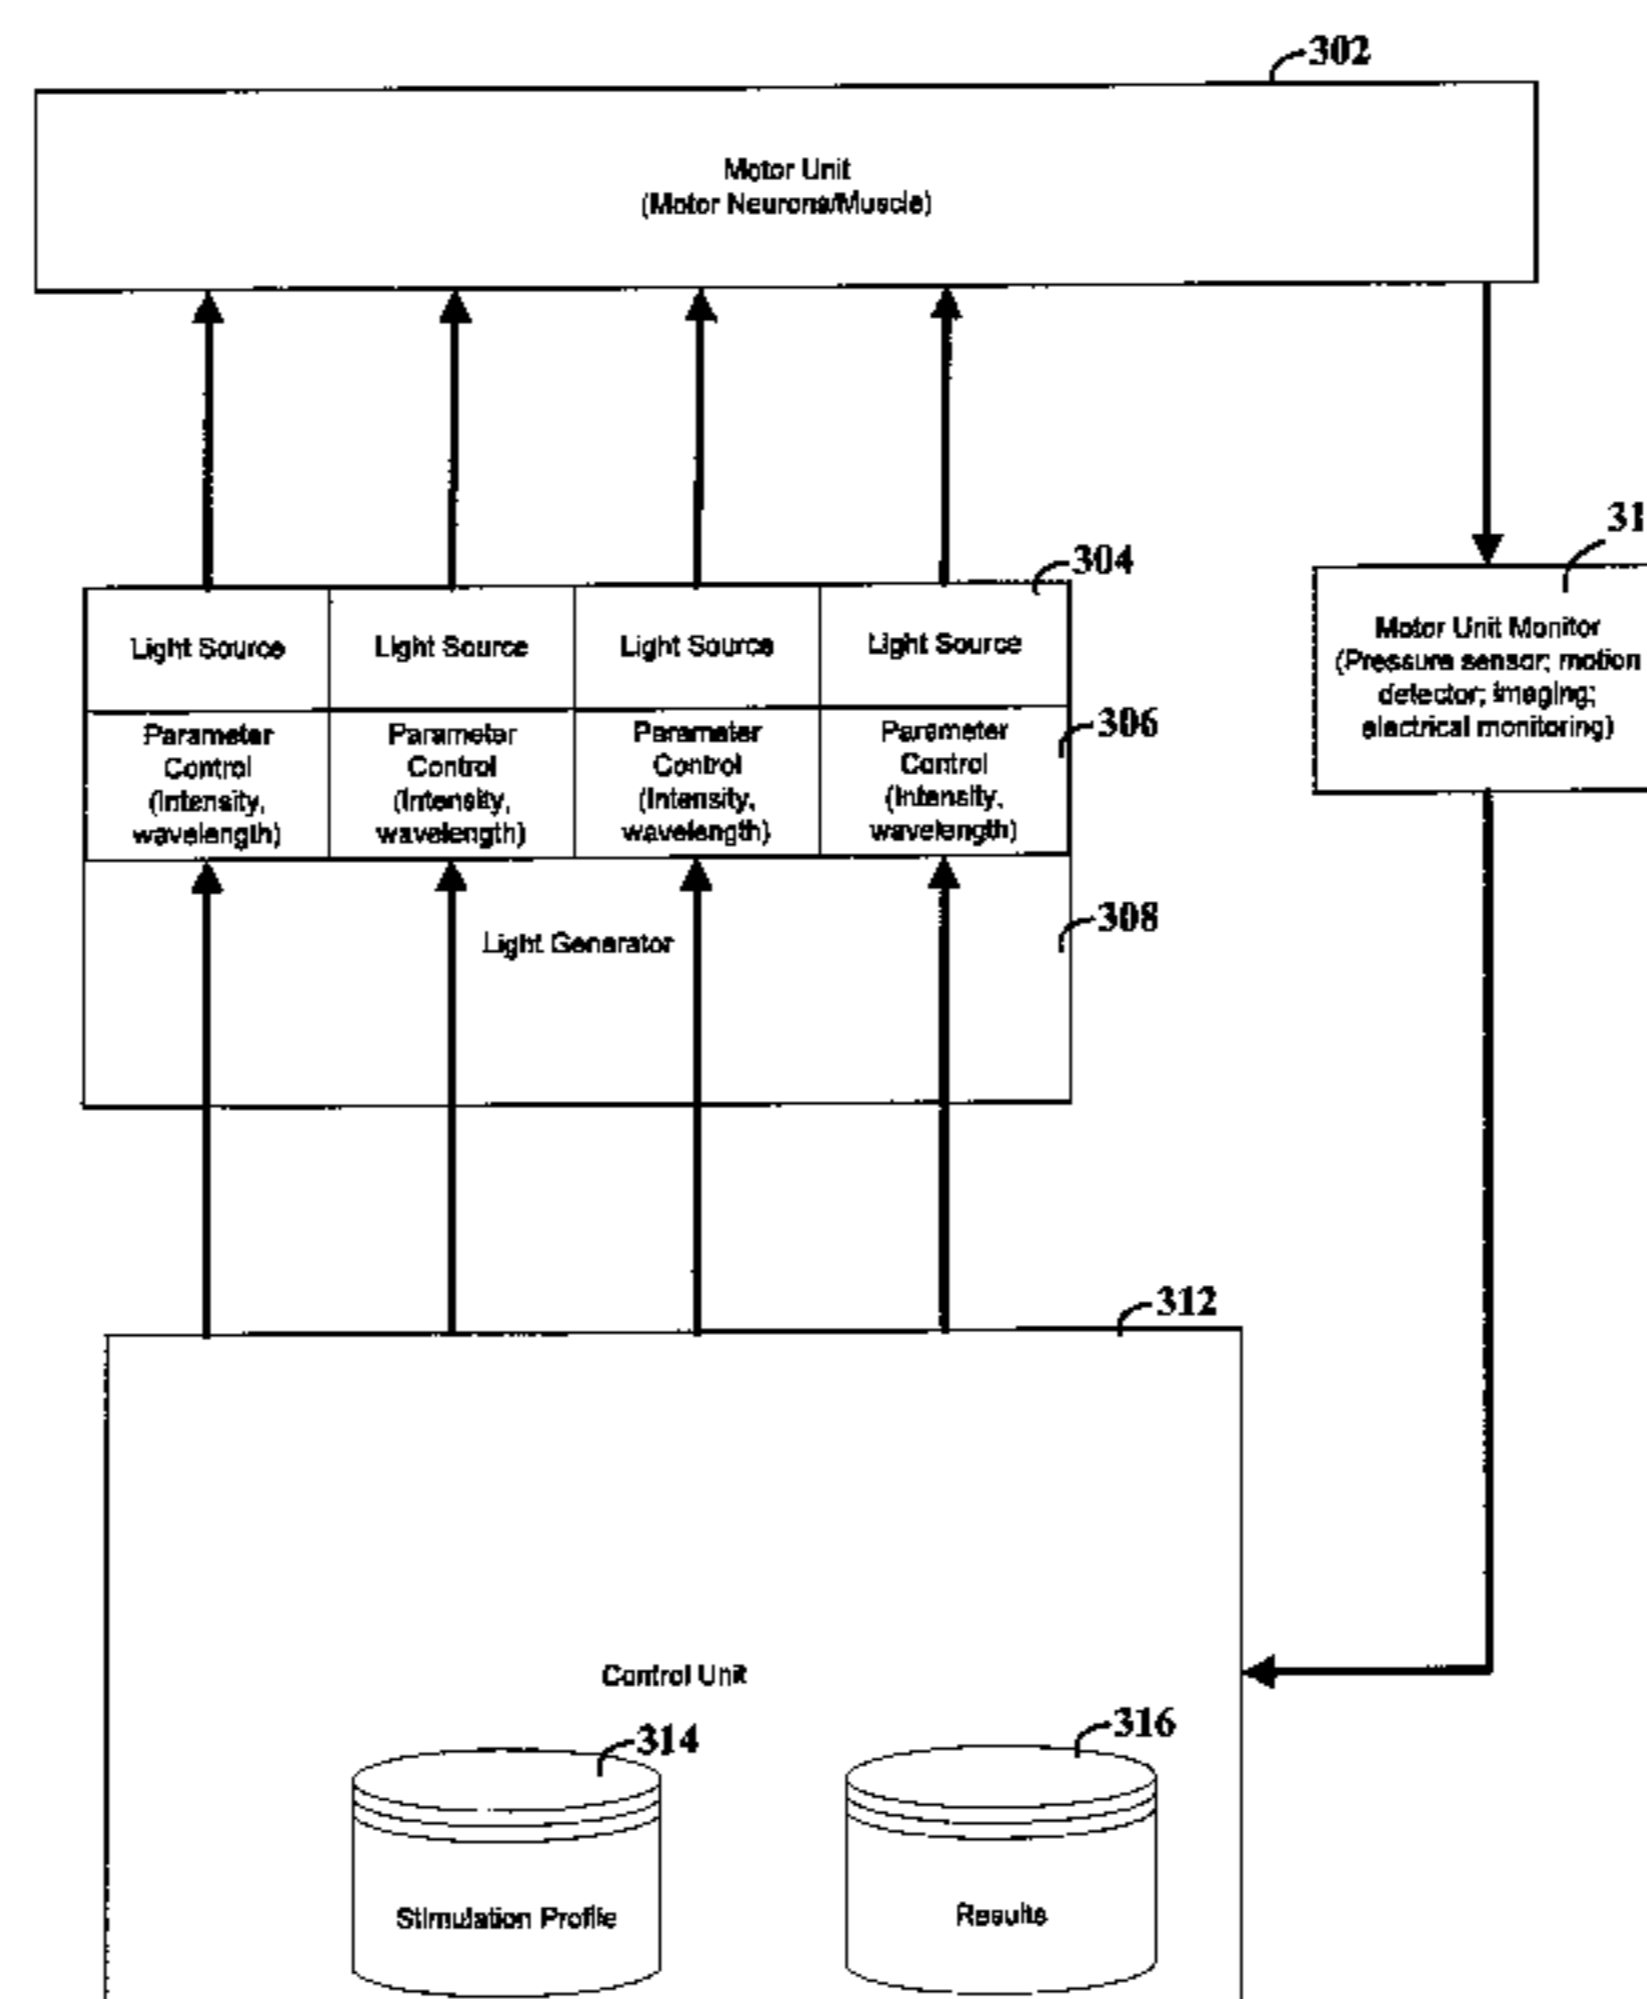 302
Motor Unit
(Motor Neurons/Muscle)
304
Light Source
Light Source
Light Source
Light Source
31
Motor Unit Monitor
(Pressure sensor; motion
detector; imaging;
electrical monitoring)
306
Parameter
Control
(Intensity,
wavelength)
Parameter
Control
(Intensity,
wavelength)
Parameter
Control
(Intensity,
wavelength)
Parameter
Control
(Intensity,
wavelength)
308
Light Generator
312
Control Unit
314
316
Stimulation Profile
Results